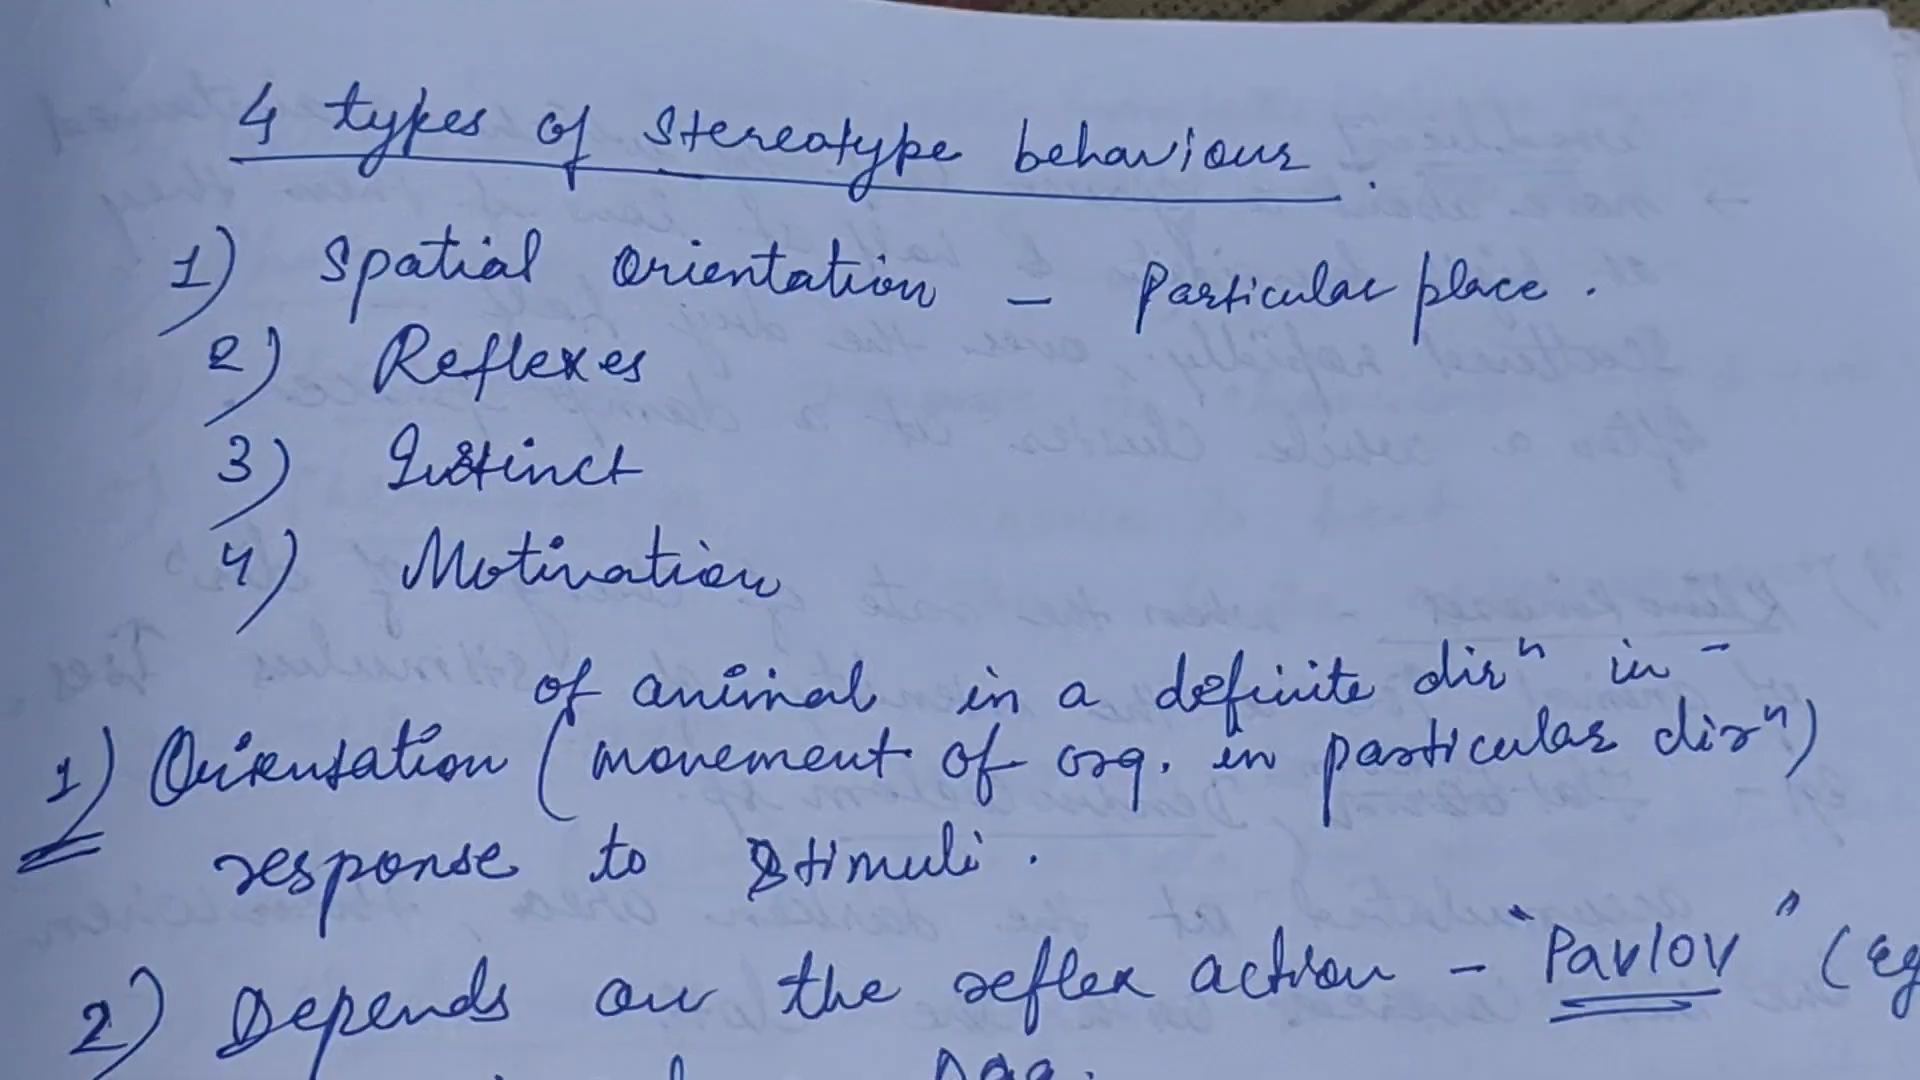 4 types of Stereotype behaviour.
1) Spatial Orientation - Particular place.
2) Reflexes
3) Instinct
4) Motivation
of animal in a definite dirⁿ in -
1) Orientation (movement of org. in particular dirⁿ)
response to stimuli.
2) Depends on the reflex action - "Pavlov" (eg